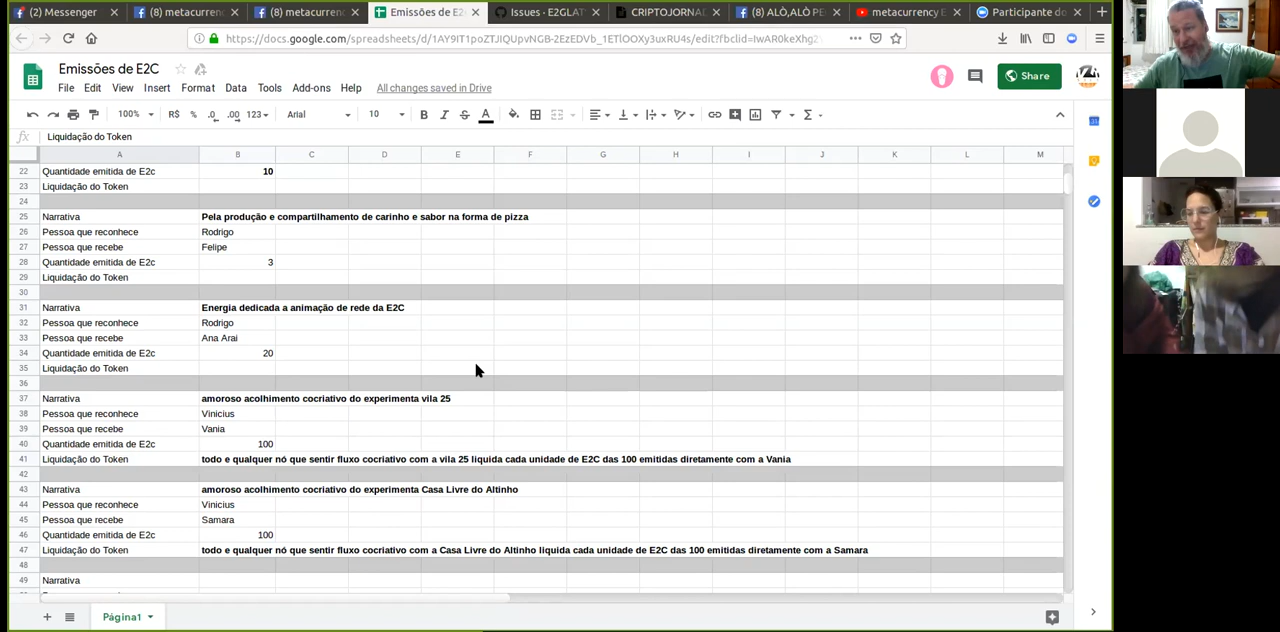 (2) Messenger
(8) metacurrenc
(8) metacurrenc
Emissões de E2C
Issues · E2GLAT
CRIPTOJORNA
(8) ALÔ,ALÔ PE
metacurrency E
Participante do
https://docs.google.com/spreadsheets/d/
Emissões de E2C
File Edit View Insert Format Data Tools Add-ons Help All changes saved in Drive
Share
100% R$ % .0 .00 123 Arial 10 B I S A
fx Liquidação do Token
A B C D E F G H I J K L M
22 Quantidade emitida de E2c 10
23 Liquidação do Token
24
25 Narrativa Pela produção e compartilhamento de carinho e sabor na forma de pizza
26 Pessoa que reconhece Rodrigo
27 Pessoa que recebe Felipe
28 Quantidade emitida de E2c 3
29 Liquidação do Token
30
31 Narrativa Energia dedicada a animação de rede da E2C
32 Pessoa que reconhece Rodrigo
33 Pessoa que recebe Ana Arai
34 Quantidade emitida de E2c 20
35 Liquidação do Token
36
37 Narrativa amoroso acolhimento cocriativo do experimenta vila 25
38 Pessoa que reconhece Vinicius
39 Pessoa que recebe Vania
40 Quantidade emitida de E2c 100
41 Liquidação do Token todo e qualquer nó que sentir fluxo cocriativo com a vila 25 liquida cada unidade de E2C das 100 emitidas diretamente com a Vania
42
43 Narrativa amoroso acolhimento cocriativo do experimenta Casa Livre do Altinho
44 Pessoa que reconhece Vinicius
45 Pessoa que recebe Samara
46 Quantidade emitida de E2c 100
47 Liquidação do Token todo e qualquer nó que sentir fluxo cocriativo com a Casa Livre do Altinho liquida cada unidade de E2C das 100 emitidas diretamente com a Samara
48
49 Narrativa
Página1